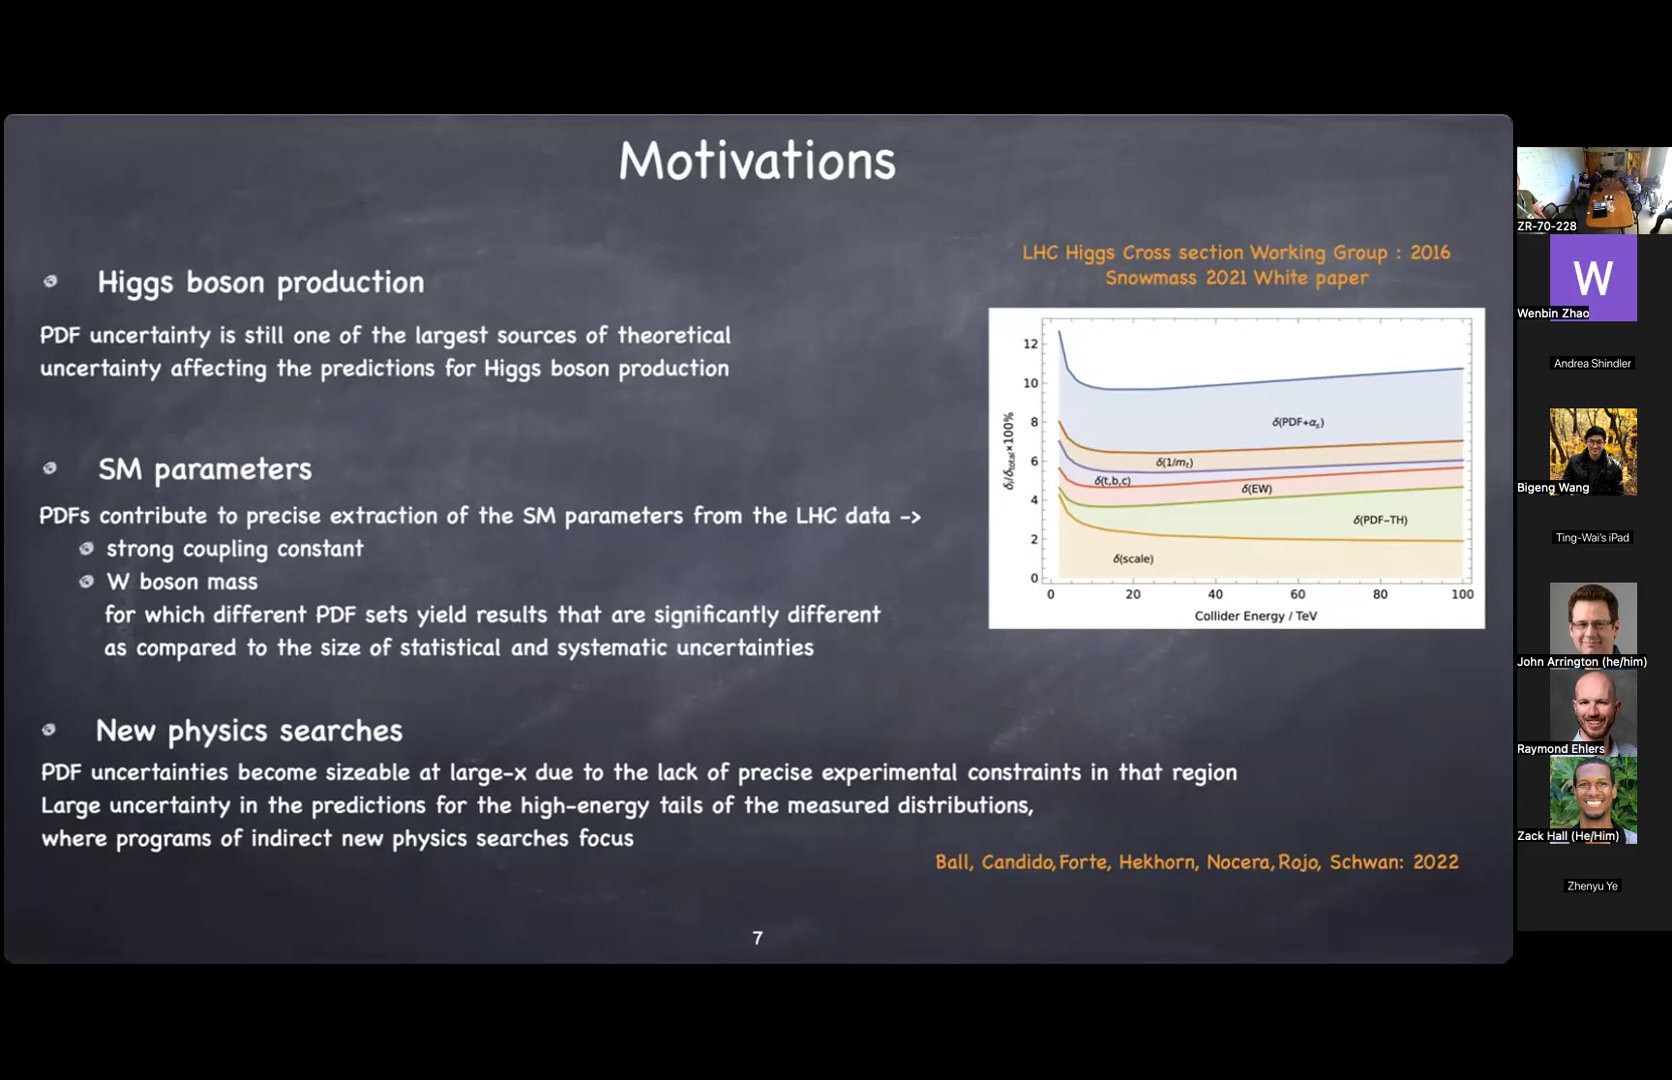 Motivations
Higgs boson production
PDF uncertainty is still one of the largest sources of theoretical
uncertainty affecting the predictions for Higgs boson production
SM parameters
PDFs contribute to precise extraction of the SM parameters from the LHC data ->
strong coupling constant
W boson mass
for which different PDF sets yield results that are significantly different
as compared to the size of statistical and systematic uncertainties
New physics searches
PDF uncertainties become sizeable at large-x due to the lack of precise experimental constraints in that region
Large uncertainty in the predictions for the high-energy tails of the measured distributions,
where programs of indirect new physics searches focus
LHC Higgs Cross section Working Group : 2016
Snowmass 2021 White paper
δᵢ/δtotal×100%
12
10
8
6
4
2
0
δ(PDF+αs)
δ(1/mt)
δ(t,b,c)
δ(EW)
δ(PDF-TH)
δ(scale)
0 20 40 60 80 100
Collider Energy / TeV
Ball, Candido, Forte, Hekhorn, Nocera, Rojo, Schwan: 2022
7
ZR-70-228
W
Wenbin Zhao
Andrea Shindler
Bigeng Wang
Ting-Wai's iPad
John Arrington (he/him)
Raymond Ehlers
Zack Hall (He/Him)
Zhenyu Ye